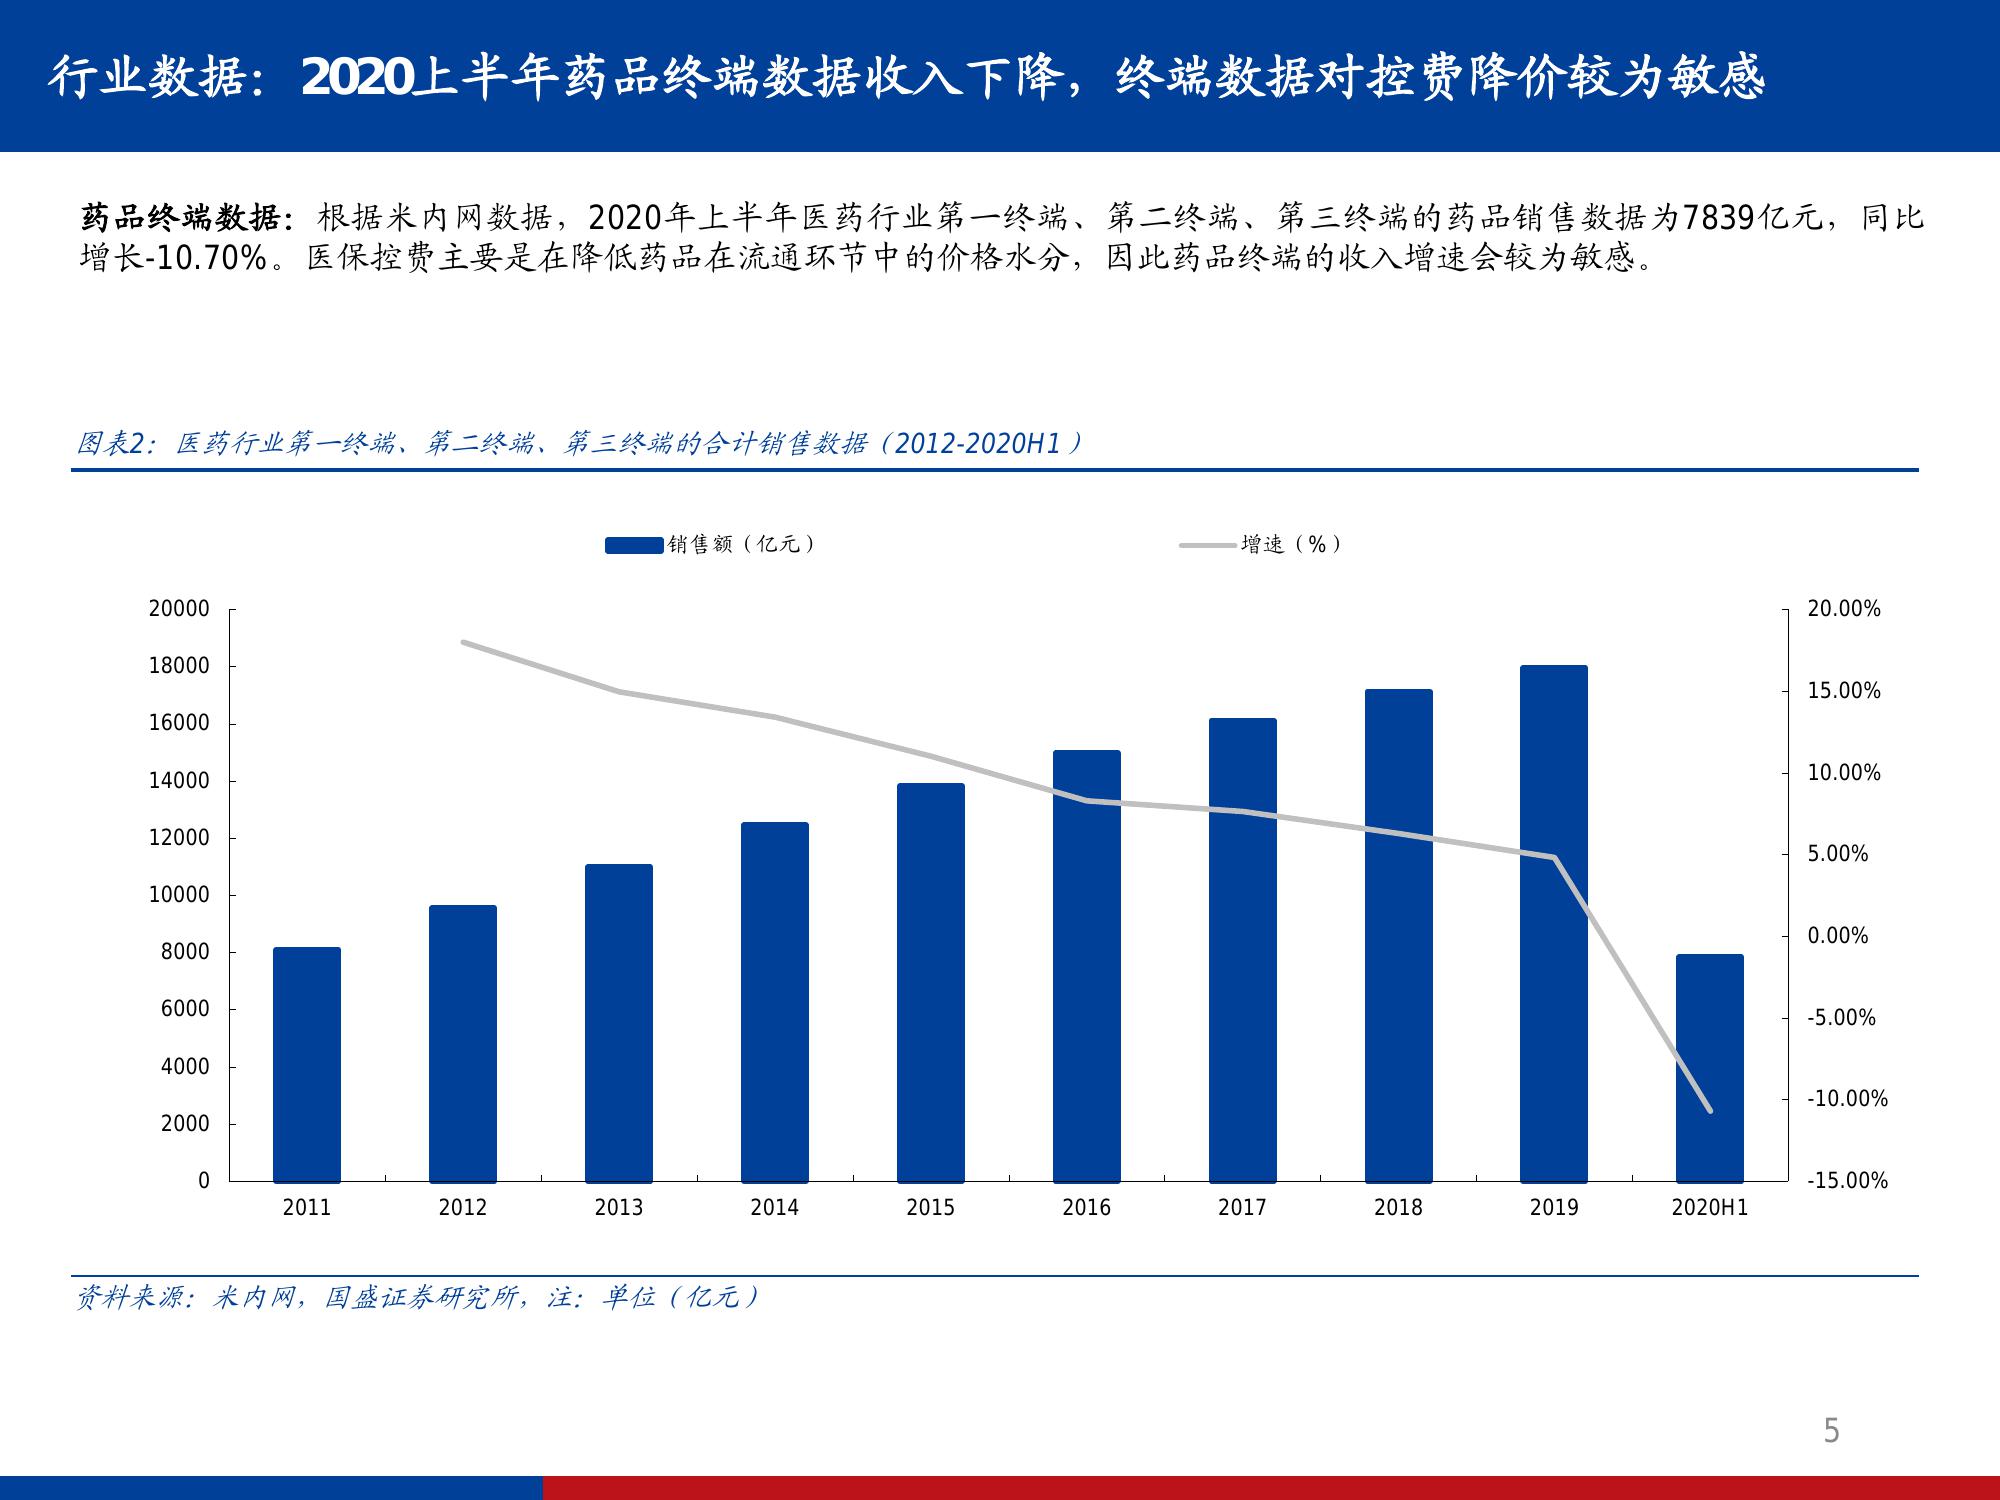 行业数据：2020上半年药品终端数据收入下降，终端数据对控费降价较为敏感
药品终端数据：根据米内网数据，2020年上半年医药行业第一终端、第二终端、第三终端的药品销售数据为7839亿元，同比
增长-10.70%。医保控费主要是在降低药品在流通环节中的价格水分，因此药品终端的收入增速会较为敏感。
图表2：医药行业第一终端、第二终端、第三终端的合计销售数据（2012-2020H1）
销售额（亿元） 增速（%）
20000 20.00%
18000
15.00%
16000
14000
10.00%
12000
5.00%
10000
0.00%
8000
6000
-5.00%
4000
-10.00%
2000
0 -15.00%
2011 2012 2013 2014 2015 2016 2017 2018 2019 2020H1
资料来源：米内网，国盛证券研究所，注：单位（亿元）
5